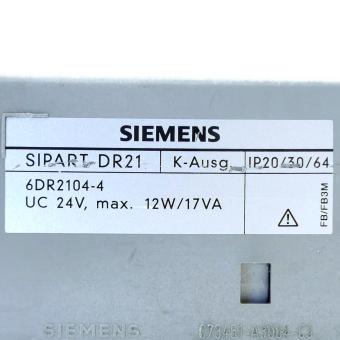 SIEMENS
SIPART DR21 K-Ausg. IP20/30/64
6DR2104-4
UC 24V, max. 12W/17VA
FB/FB3M
SIEMENS